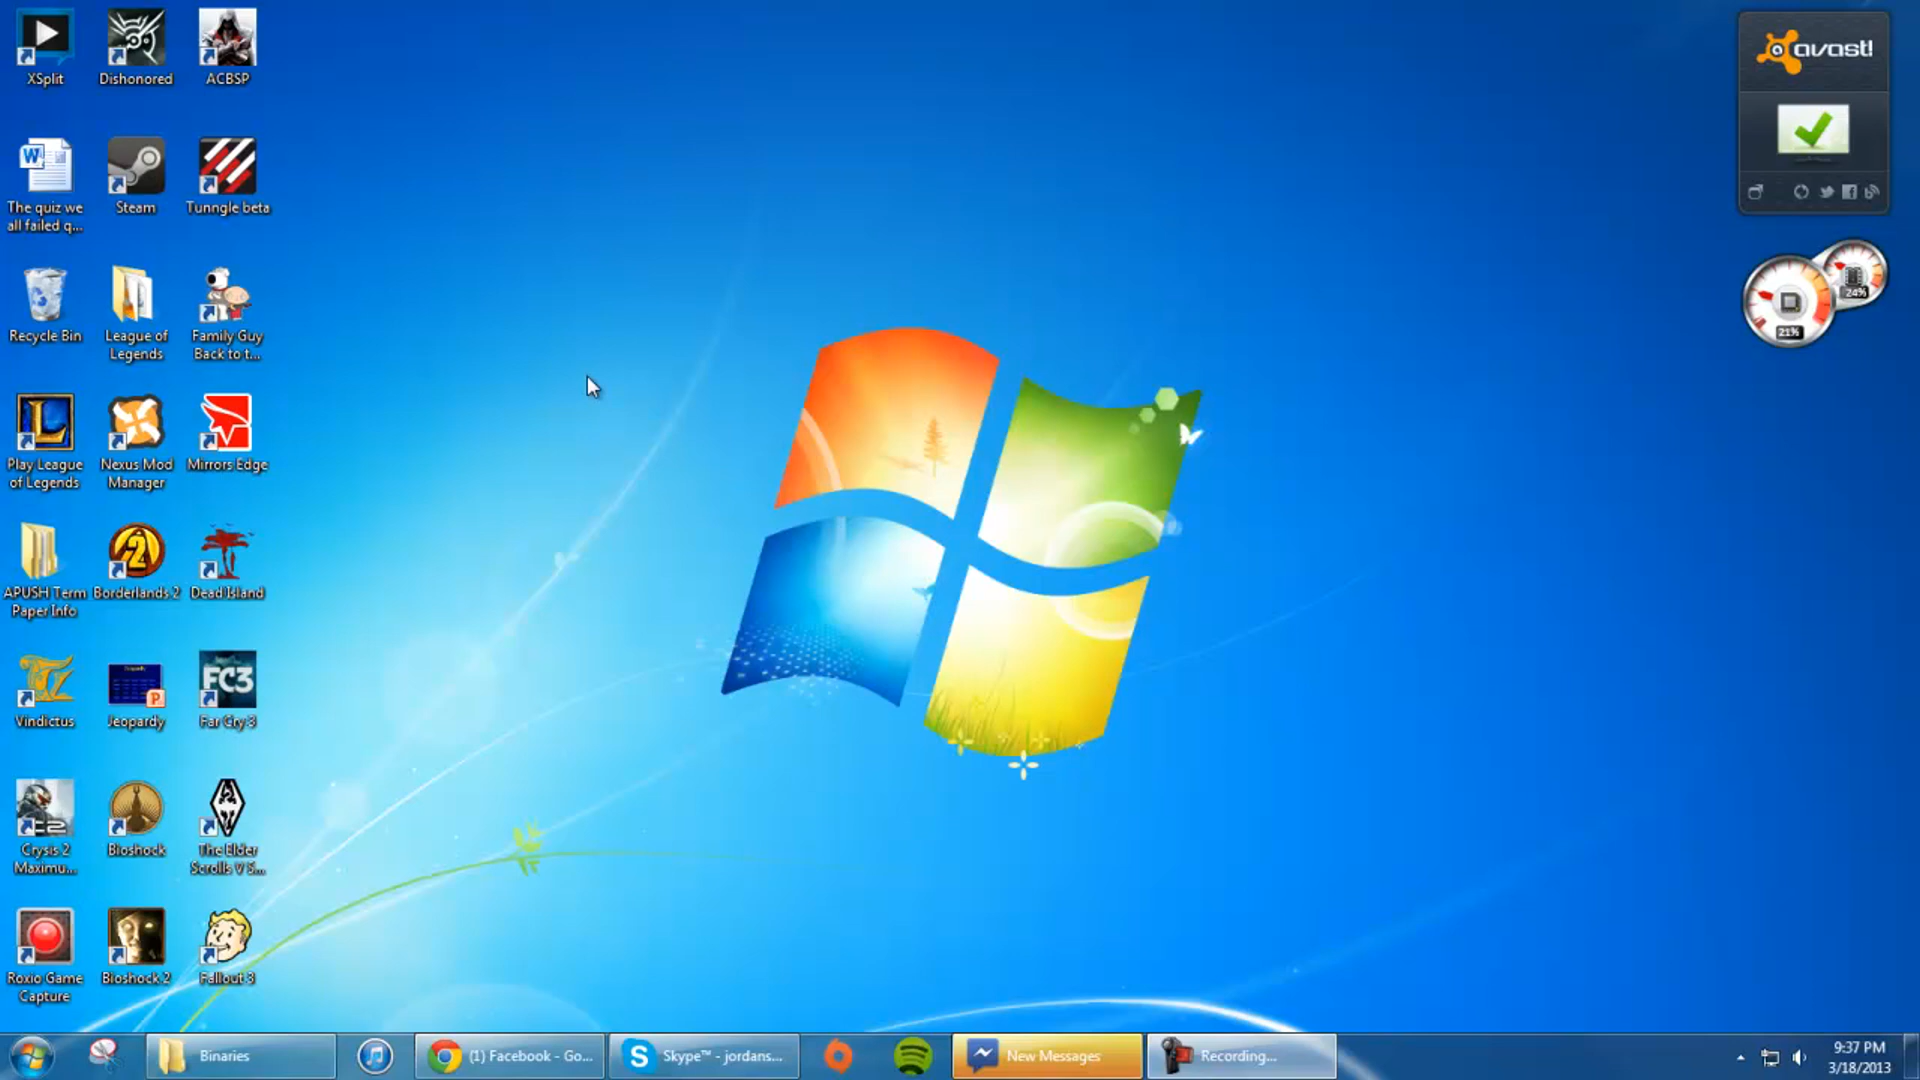 XSplit
Dishonored
ACBSP
The quiz we
all failed q...
Steam
Tunngle beta
Recycle Bin
League of
Legends
Family Guy
Back to t...
Play League
of Legends
Nexus Mod
Manager
Mirrors Edge
APUSH Term
Paper Info
Borderlands 2
Dead Island
Vindictus
Jeopardy
FC3
Far Cry 3
Crysis 2
Maximu...
Bioshock
The Elder
Scrolls V S...
Roxio Game
Capture
Bioshock 2
Fallout 3
avast!
24%
21%
Binaries
(1) Facebook - Go...
Skype™ - jordans...
New Messages
Recording...
9:37 PM
3/18/2013